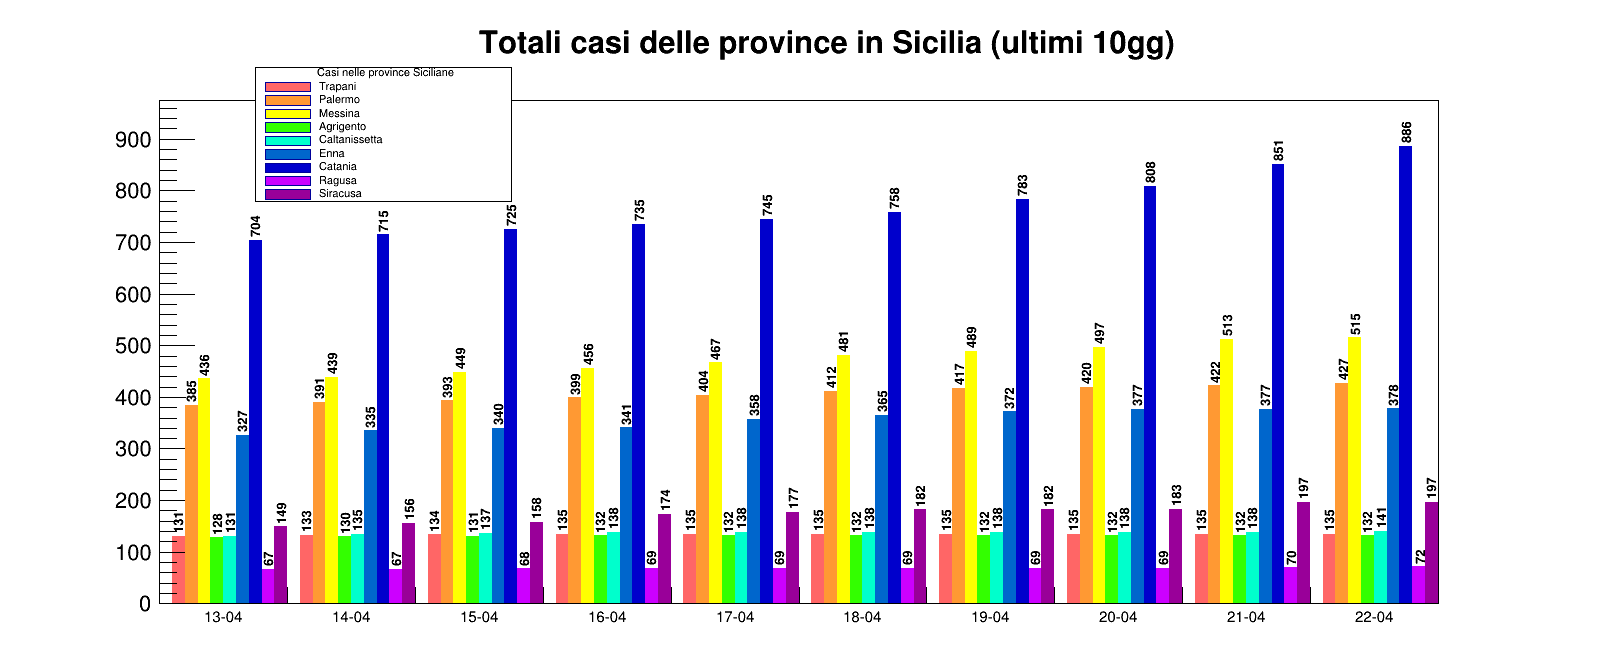 Totali casi delle province in Sicilia (ultimi 10gg)
Casi nelle province Siciliane
Trapani
Palermo
Messina
Agrigento
Caltanissetta
Enna
Catania
Ragusa
Siracusa
900
800
700
600
500
400
300
200
100
0
131 385 436 128 131 327 704 67 149
133 391 439 130 135 335 715 67 156
134 393 449 131 137 340 725 68 158
135 399 456 132 138 341 735 69 174
135 404 467 132 138 358 745 69 177
135 412 481 132 138 365 758 69 182
135 417 489 132 138 372 783 69 182
135 420 497 132 138 377 808 69 183
135 422 513 132 138 377 851 70 197
135 427 515 132 141 378 886 72 197
13-04 14-04 15-04 16-04 17-04 18-04 19-04 20-04 21-04 22-04